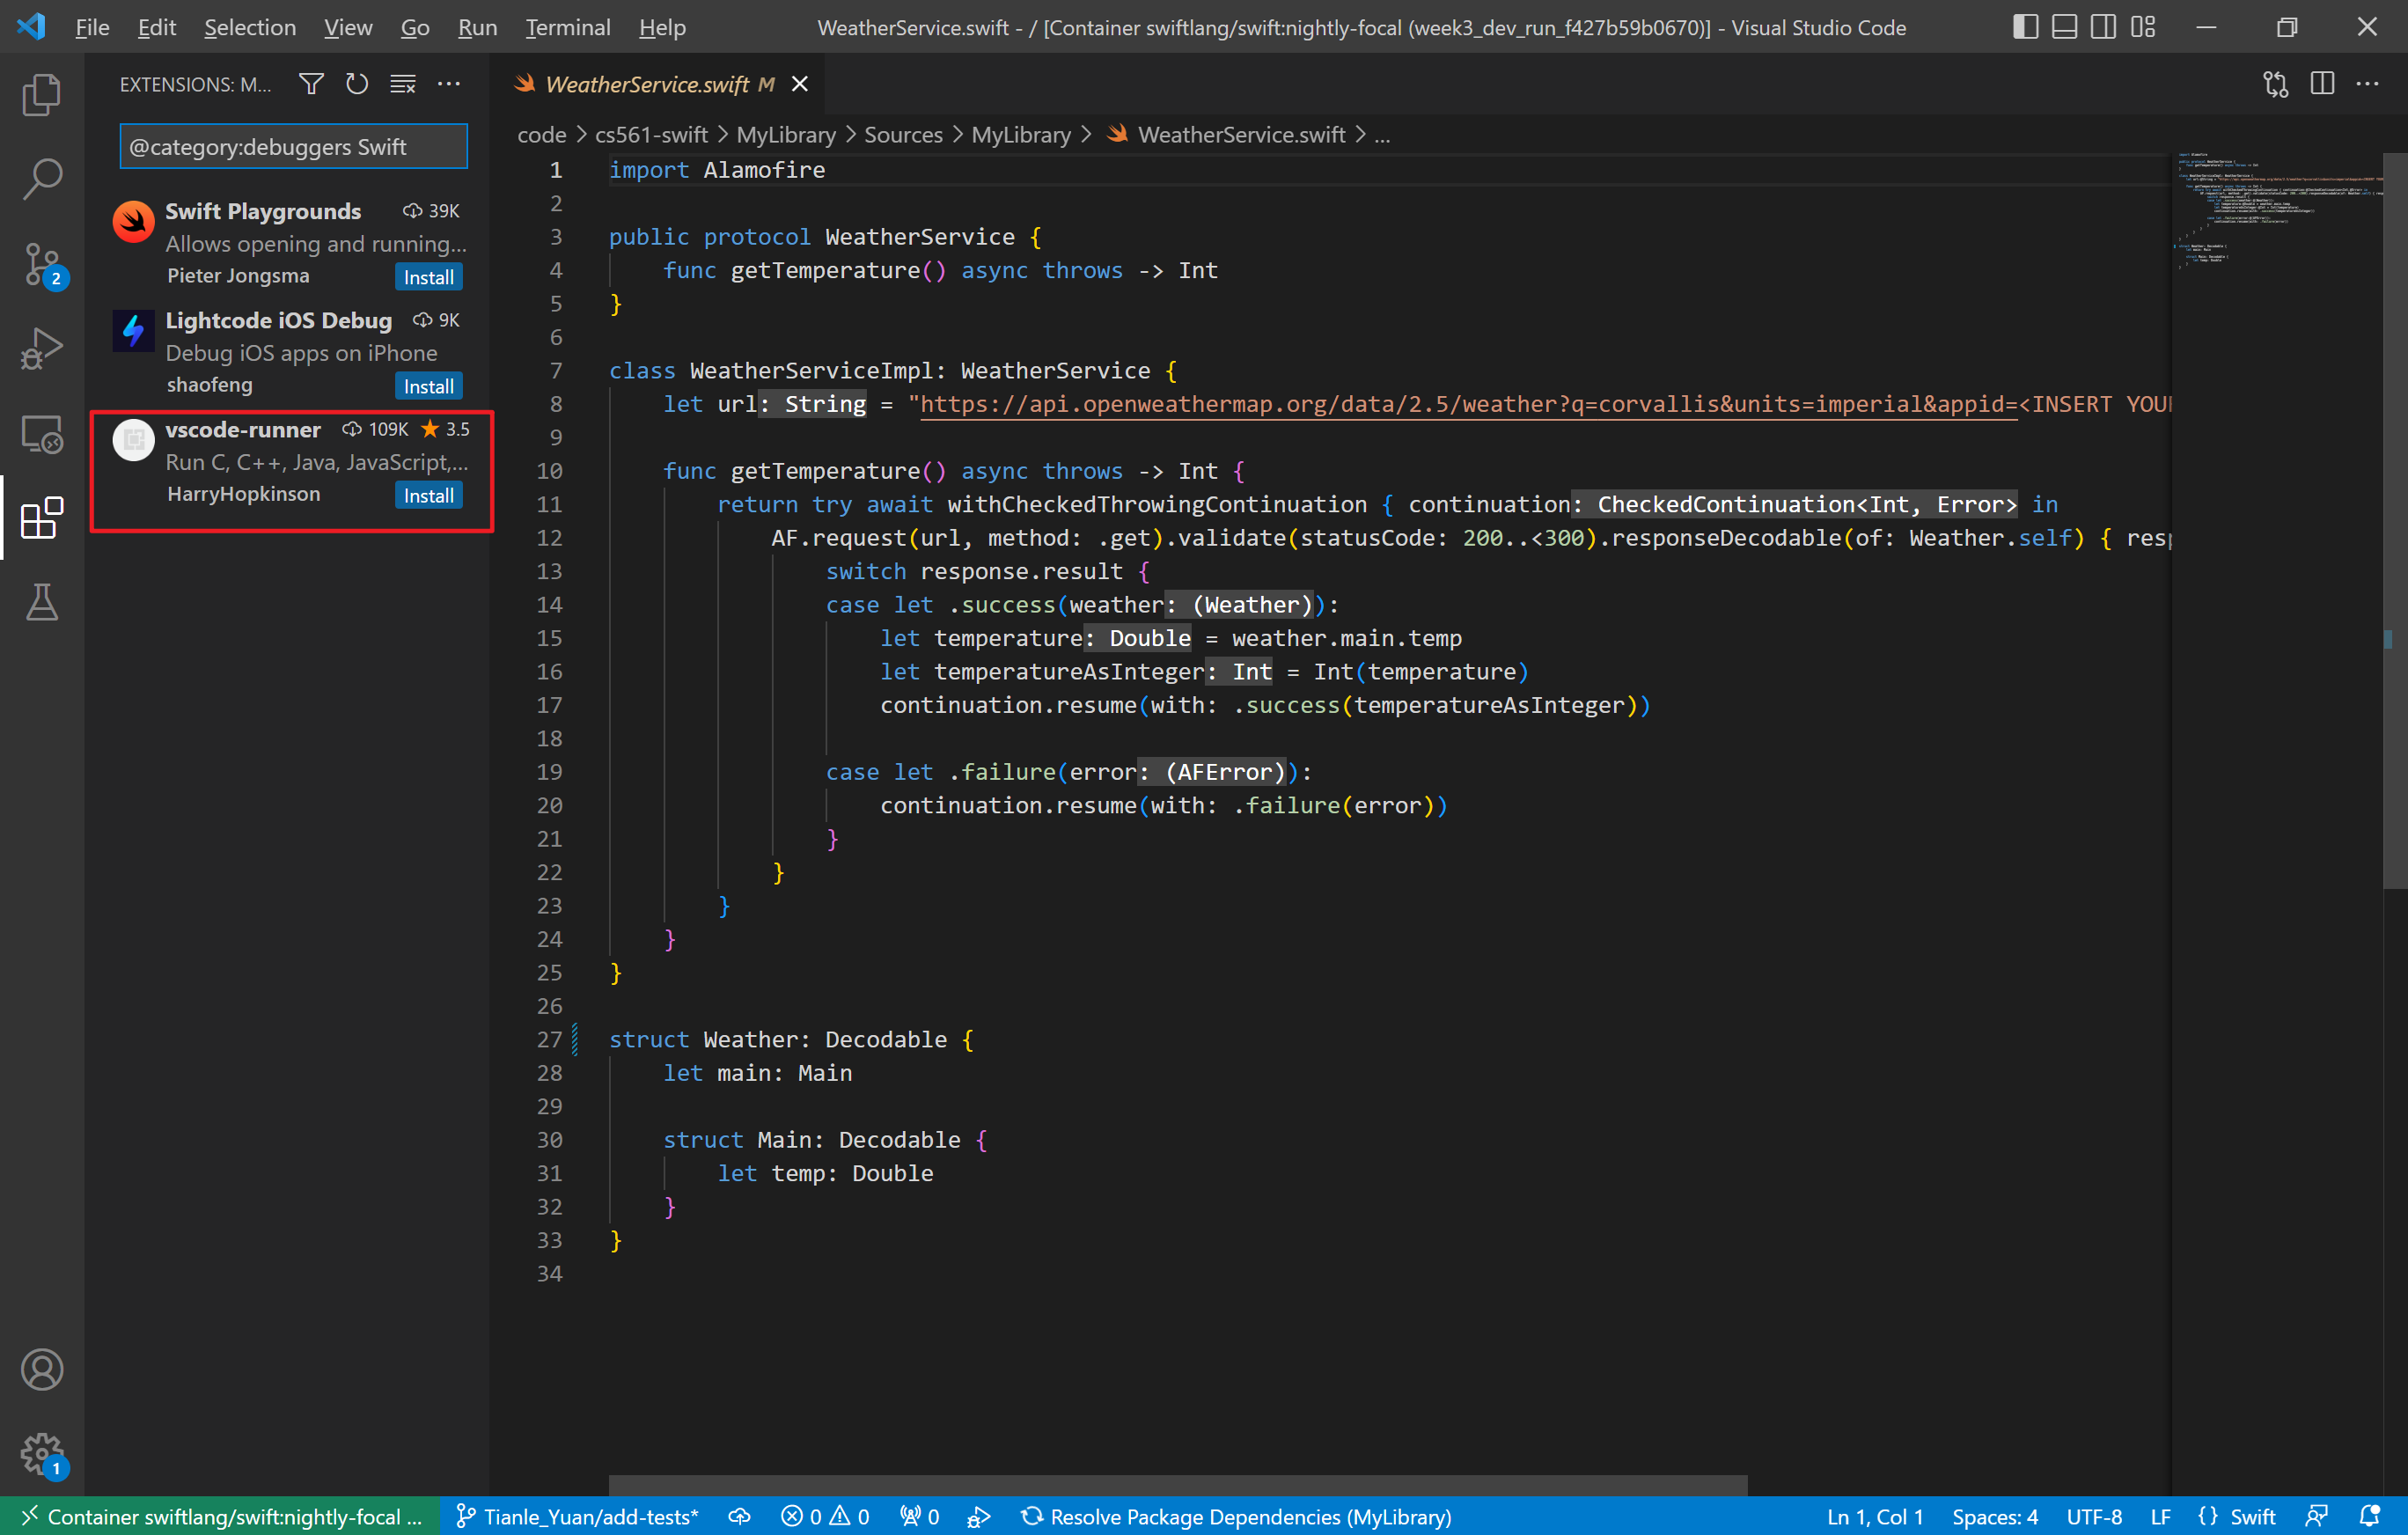 File Edit Selection View Go Run Terminal Help
WeatherService.swift - / [Container swiftlang/swift:nightly-focal (week3_dev_run_f427b59b0670)] - Visual Studio Code
EXTENSIONS: M...
@category:debuggers Swift
Swift Playgrounds 39K
Allows opening and running...
Pieter Jongsma Install
Lightcode iOS Debug 9K
Debug iOS apps on iPhone
shaofeng Install
vscode-runner 109K 3.5
Run C, C++, Java, JavaScript,...
HarryHopkinson Install
2
1
WeatherService.swift M
code > cs561-swift > MyLibrary > Sources > MyLibrary > WeatherService.swift > ...
1 import Alamofire
2
3 public protocol WeatherService {
4 func getTemperature() async throws -> Int
5 }
6
7 class WeatherServiceImpl: WeatherService {
8 let url: String = "https://api.openweathermap.org/data/2.5/weather?q=corvallis&units=imperial&appid=<INSERT YOU
9
10 func getTemperature() async throws -> Int {
11 return try await withCheckedThrowingContinuation { continuation: CheckedContinuation<Int, Error> in
12 AF.request(url, method: .get).validate(statusCode: 200..<300).responseDecodable(of: Weather.self) { resp
13 switch response.result {
14 case let .success(weather: (Weather)):
15 let temperature: Double = weather.main.temp
16 let temperatureAsInteger: Int = Int(temperature)
17 continuation.resume(with: .success(temperatureAsInteger))
18
19 case let .failure(error: (AFError)):
20 continuation.resume(with: .failure(error))
21 }
22 }
23 }
24 }
25 }
26
27 struct Weather: Decodable {
28 let main: Main
29
30 struct Main: Decodable {
31 let temp: Double
32 }
33 }
34
Container swiftlang/swift:nightly-focal ... Tianle_Yuan/add-tests* 0 0 0 Resolve Package Dependencies (MyLibrary) Ln 1, Col 1 Spaces: 4 UTF-8 LF {} Swift